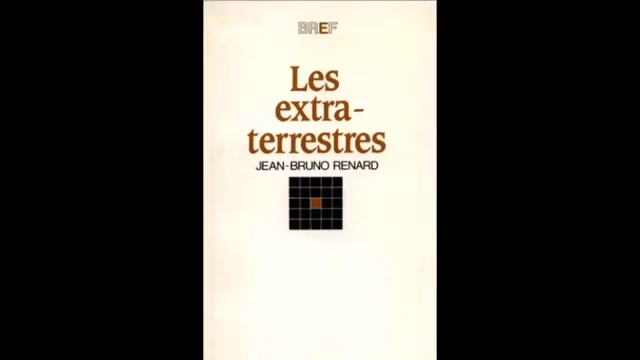 BREF
Les
extra-
terrestres
JEAN-BRUNO RENARD